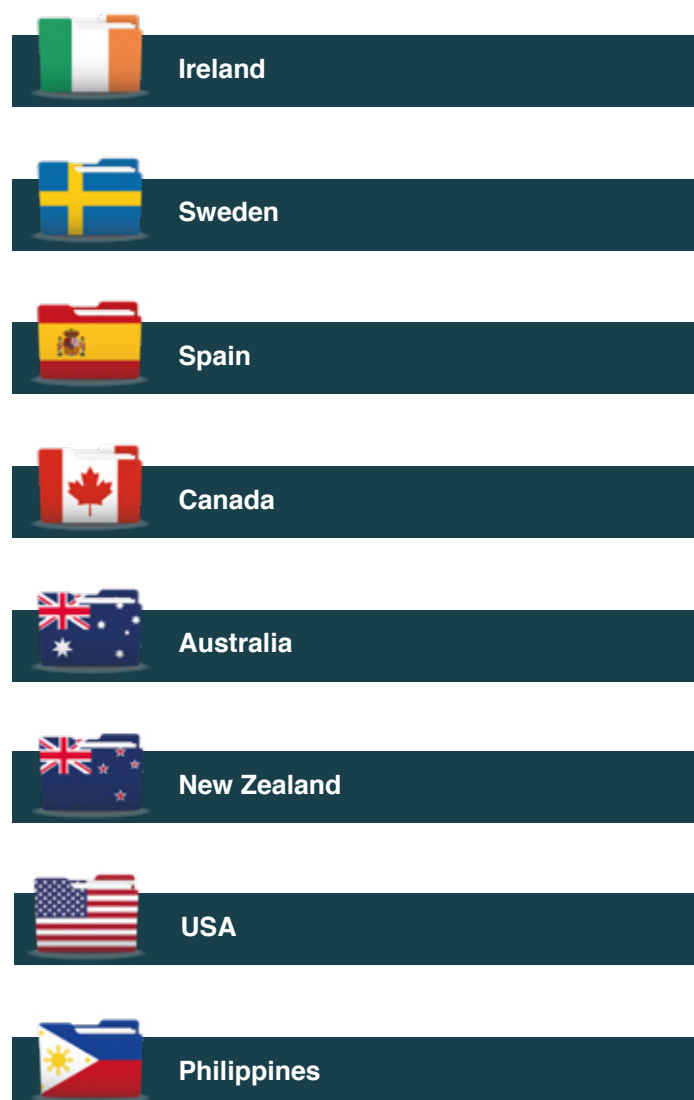 Ireland
Sweden
Spain
Canada
Australia
New Zealand
USA
Philippines